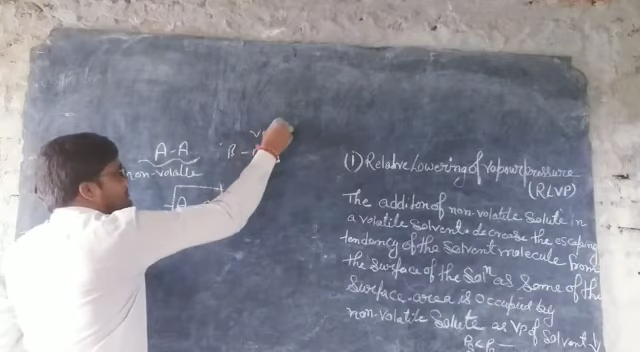 V
A-A
B-
non-volatile
A
(i) Relative Lowering of vapour pressure
(RLVP)
The additon of non-volatile solute in
a volatile solvent decrease the escaping
tendency of the solvent molecule from
the surface of the solⁿ as some of the
surface-area is occupied by
non-volatile solute as VP of solvent ↓